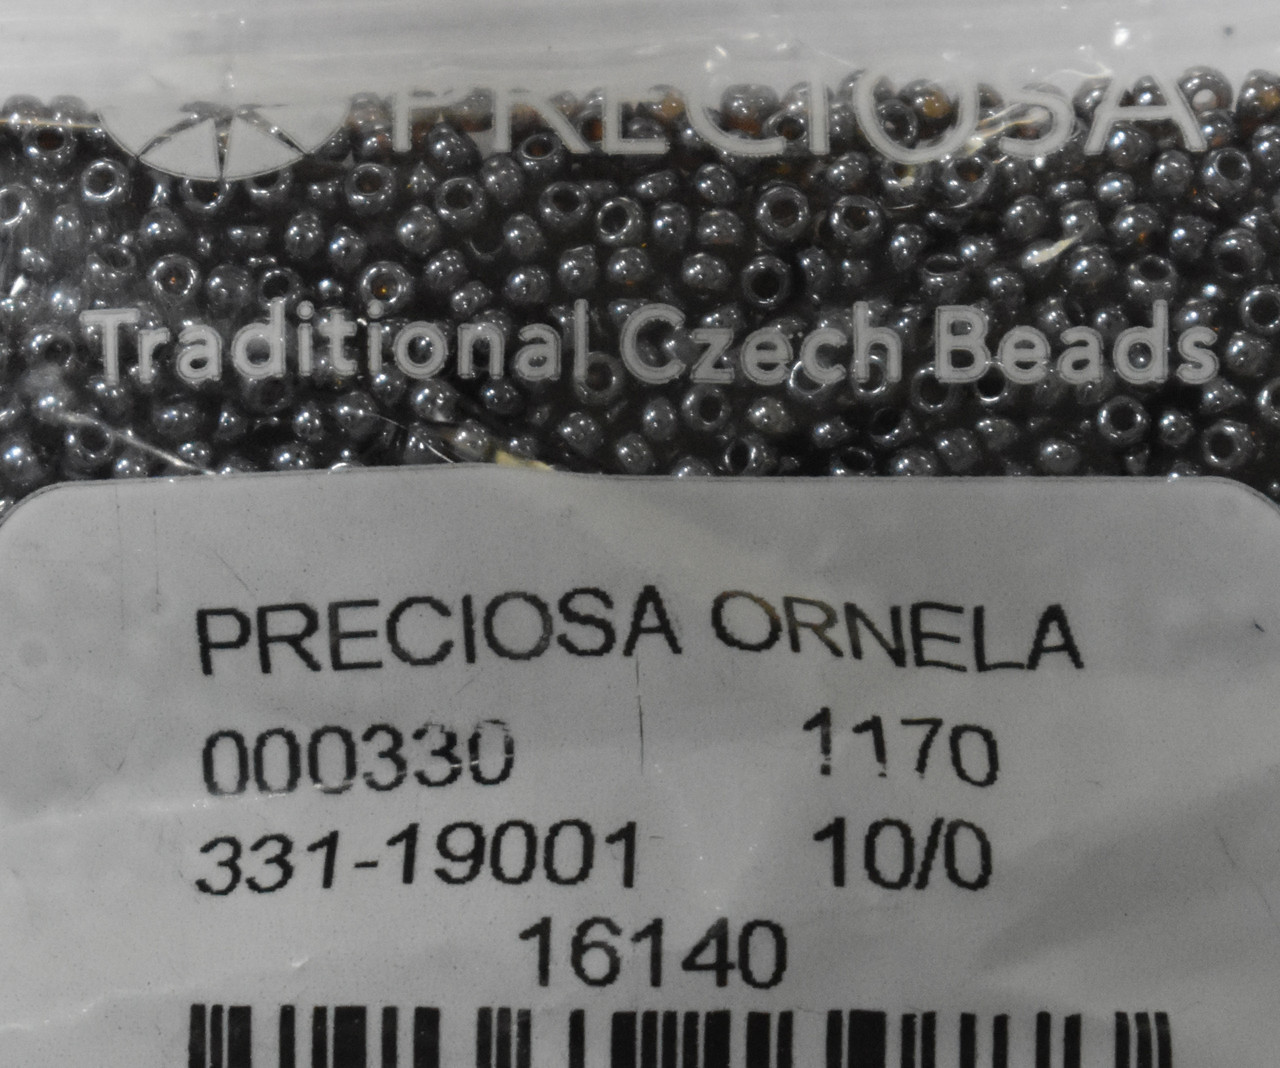 PRECIOSA
Traditional Czech Beads
PRECIOSA ORNELA
000330 1170
331-19001 10/0
16140